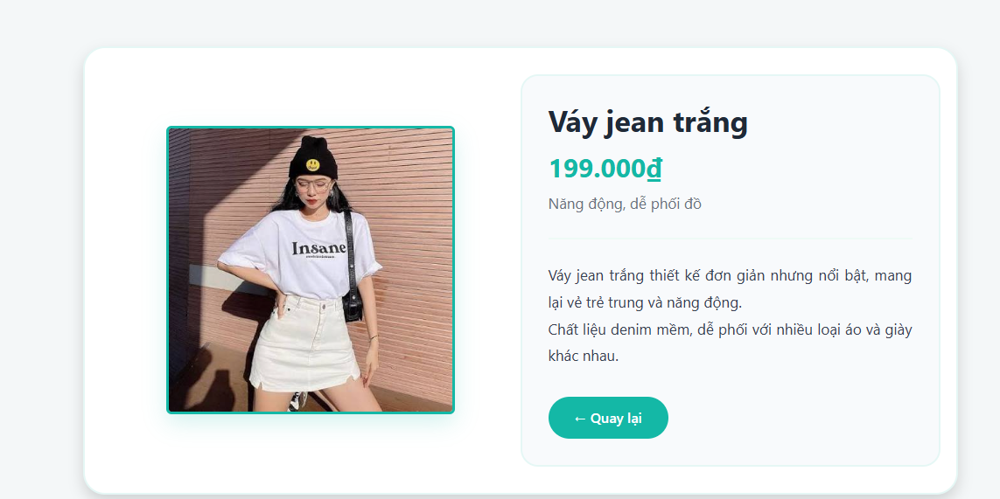 Insane
Váy jean trắng
199.000₫
Năng động, dễ phối đồ
Váy jean trắng thiết kế đơn giản nhưng nổi bật, mang
lại vẻ trẻ trung và năng động.
Chất liệu denim mềm, dễ phối với nhiều loại áo và giày
khác nhau.
← Quay lại